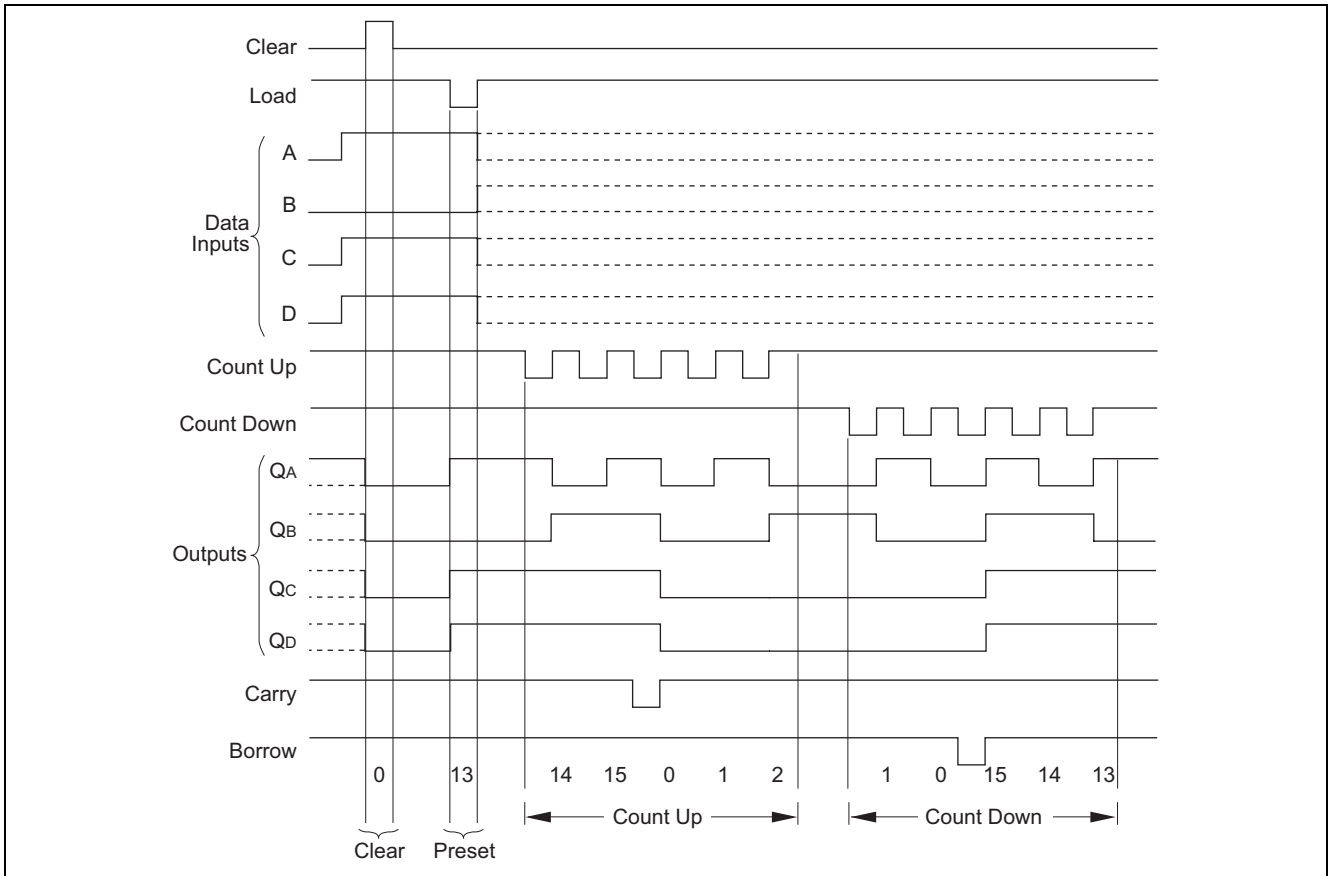 Clear
Load
A
B
Data
Inputs
C
D
Count Up
Count Down
QA
QB
Outputs
QC
QD
Carry
Borrow
0 13 14 15 0 1 2 1 0 15 14 13
Count Up Count Down
Clear Preset